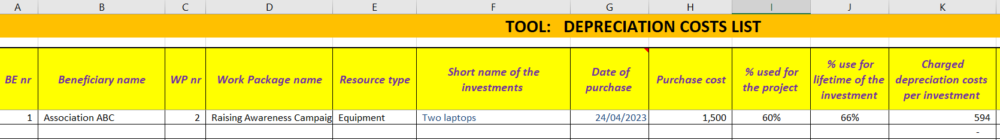 A B C D E F G H I J K
TOOL: DEPRECIATION COSTS LIST
BE nr
Beneficiary name
WP nr
Work Package name
Resource type
Short name of the
investments
Date of
purchase
Purchase cost
% used for
the project
% use for
lifetime of the
investment
Charged
depreciation costs
per investment
1 Association ABC 2 Raising Awareness Campaig Equipment Two laptops 24/04/2023 1,500 60% 66% 594
-